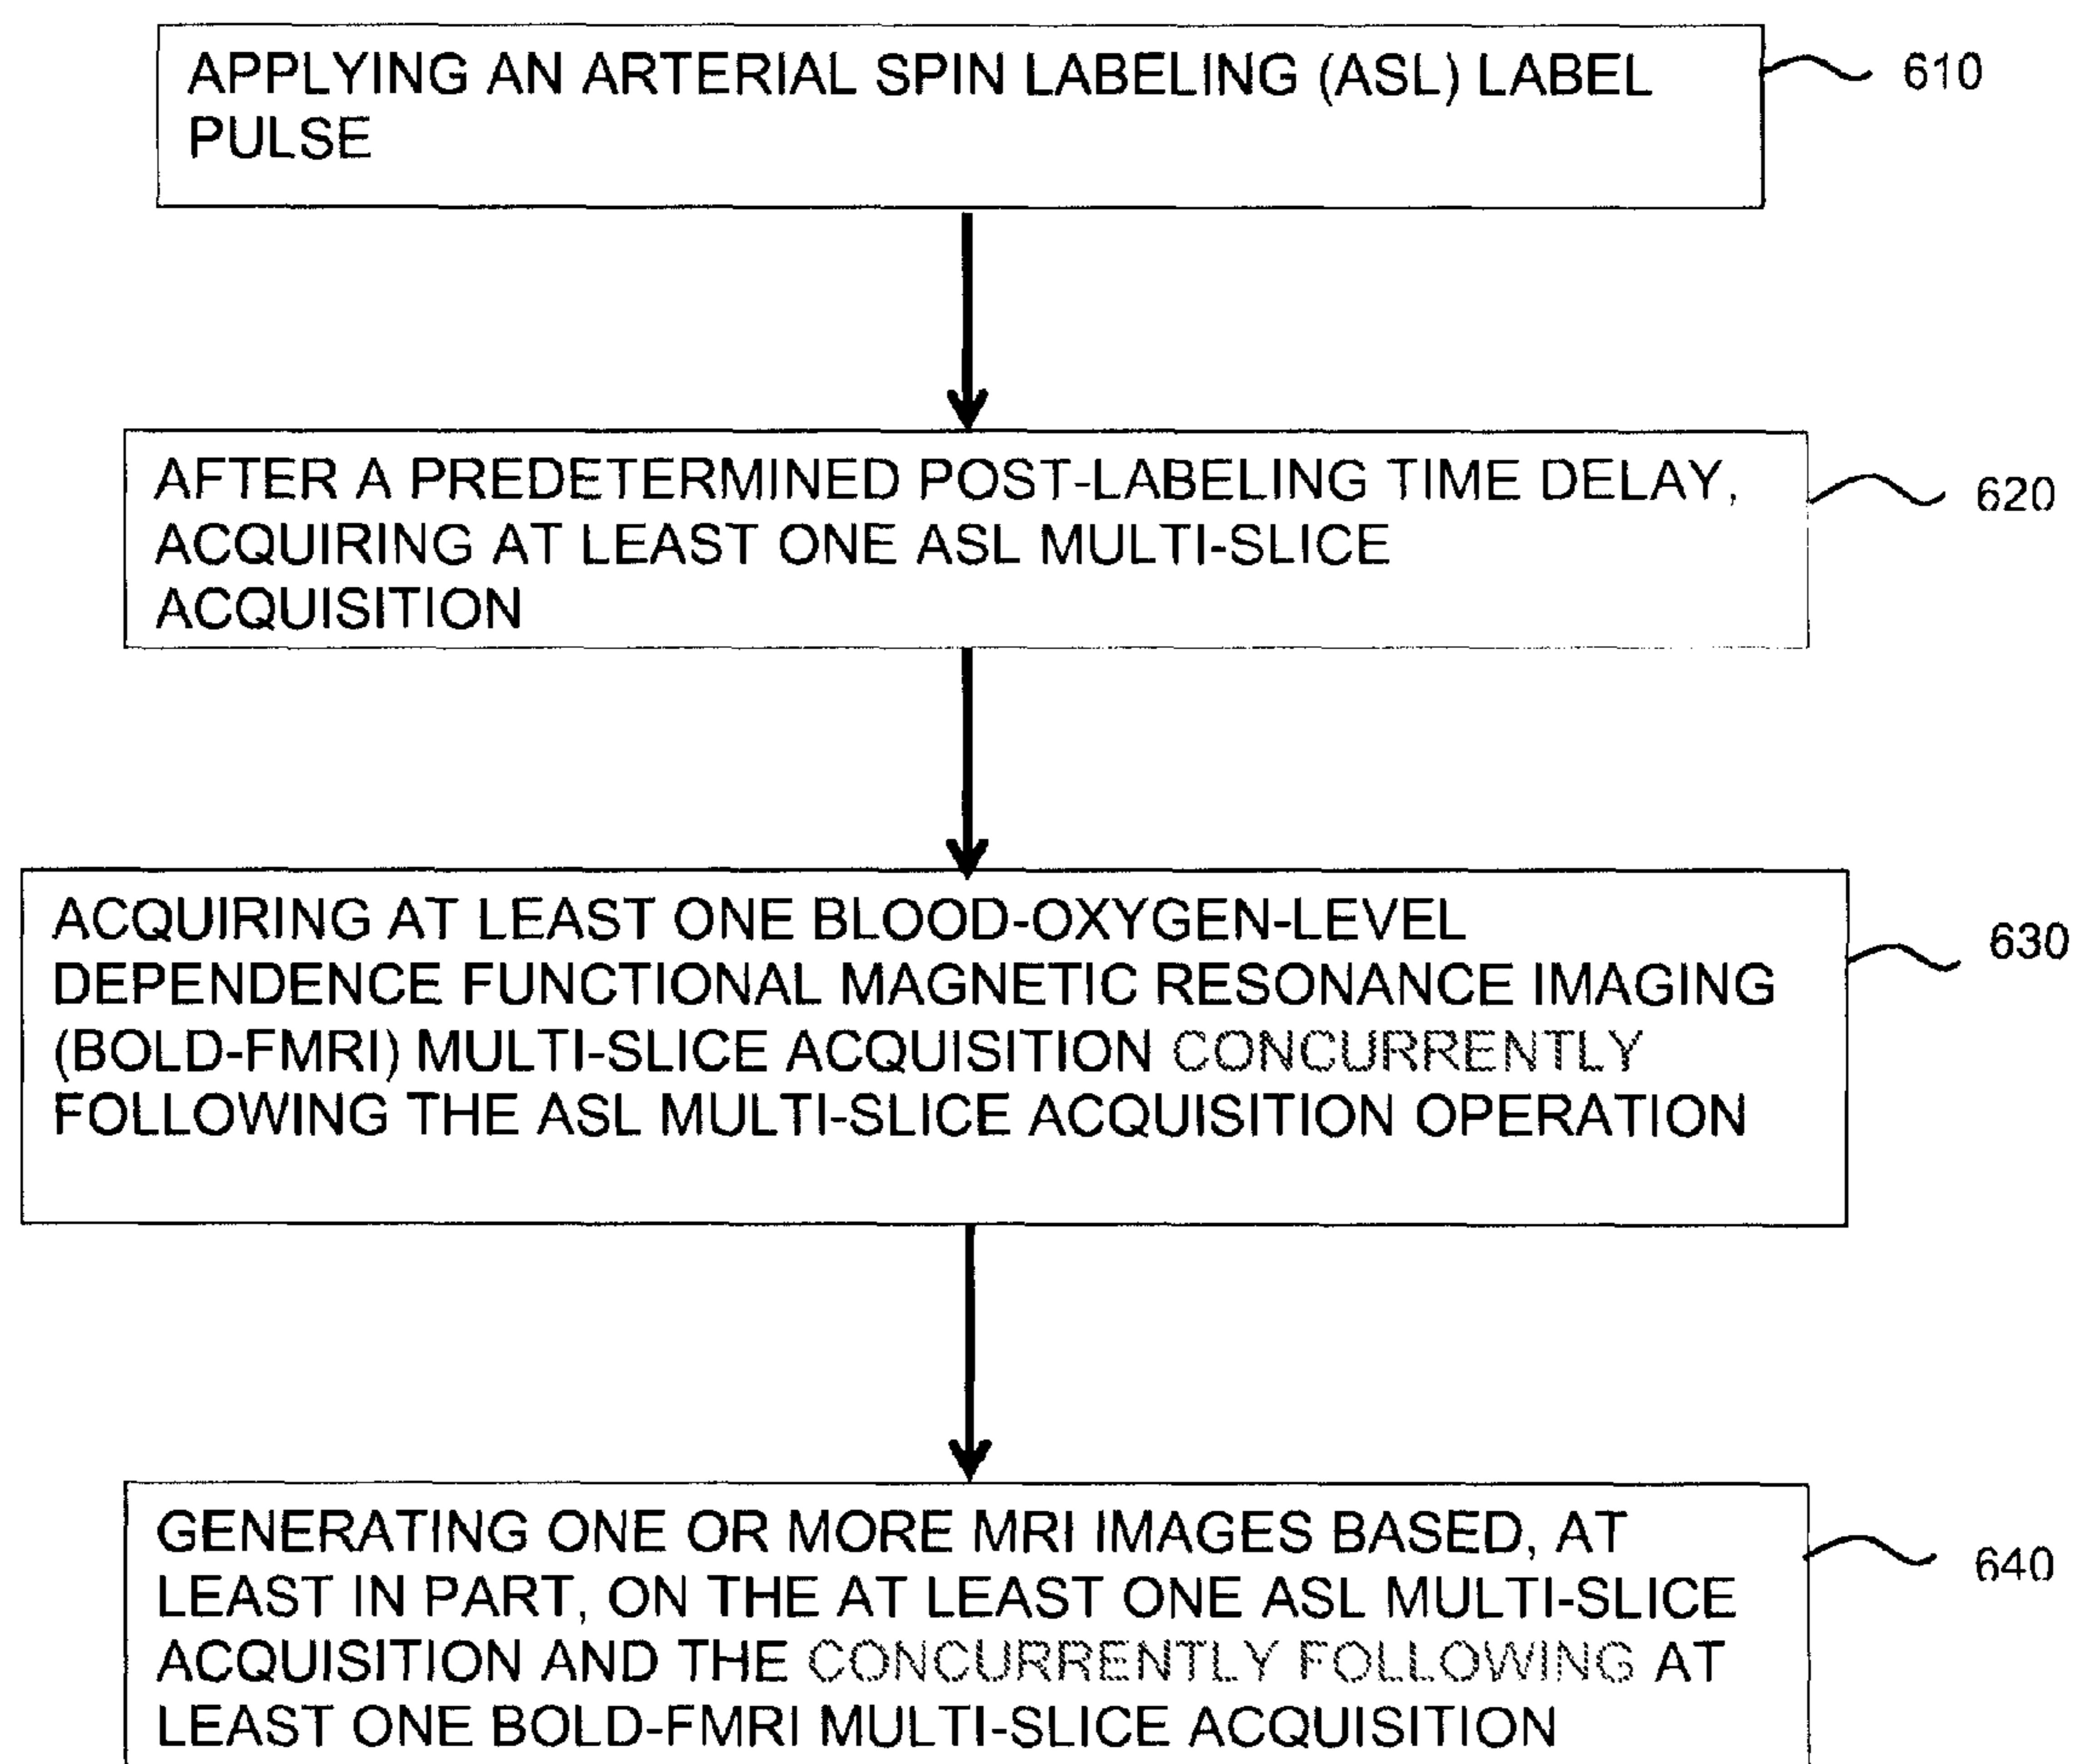 APPLYING AN ARTERIAL SPIN LABELING (ASL) LABEL
PULSE
610
AFTER A PREDETERMINED POST-LABELING TIME DELAY,
ACQUIRING AT LEAST ONE ASL MULTI-SLICE
ACQUISITION
620
ACQUIRING AT LEAST ONE BLOOD-OXYGEN-LEVEL
DEPENDENCE FUNCTIONAL MAGNETIC RESONANCE IMAGING
(BOLD-FMRI) MULTI-SLICE ACQUISITION CONCURRENTLY
FOLLOWING THE ASL MULTI-SLICE ACQUISITION OPERATION
630
GENERATING ONE OR MORE MRI IMAGES BASED, AT
LEAST IN PART, ON THE AT LEAST ONE ASL MULTI-SLICE
ACQUISITION AND THE CONCURRENTLY FOLLOWING AT
LEAST ONE BOLD-FMRI MULTI-SLICE ACQUISITION
640